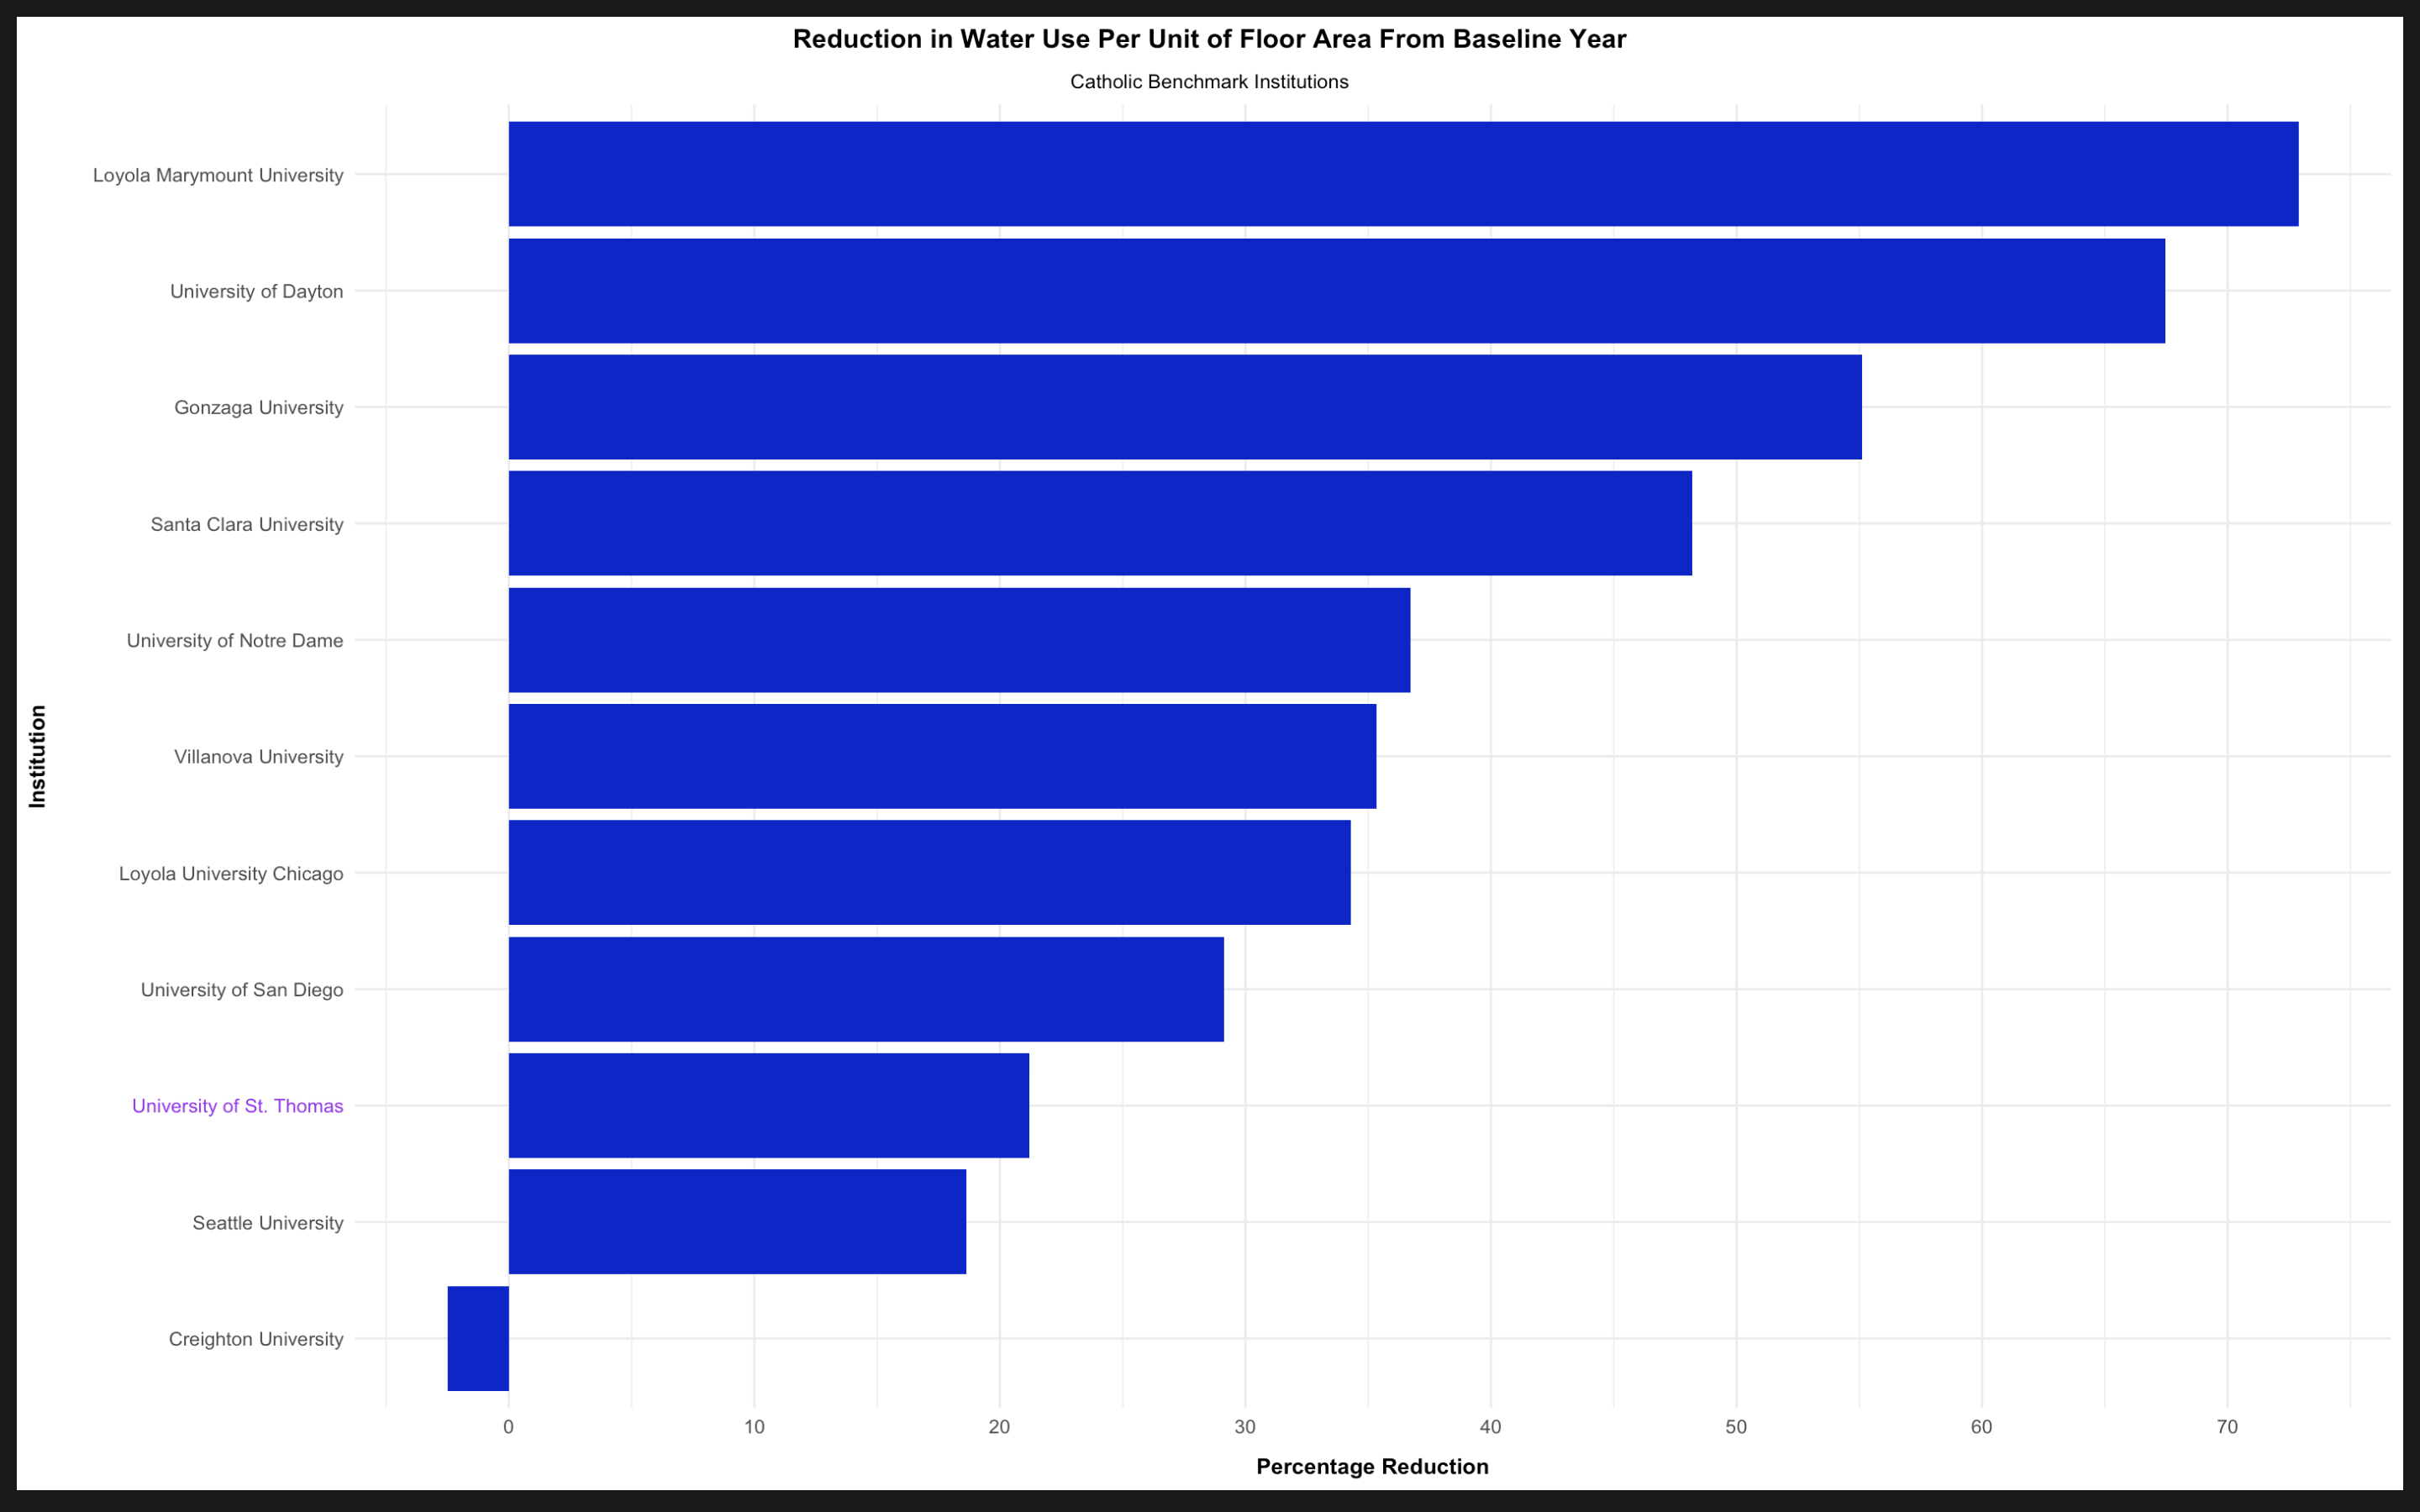 Reduction in Water Use Per Unit of Floor Area From Baseline Year
Catholic Benchmark Institutions
Institution
Loyola Marymount University
University of Dayton
Gonzaga University
Santa Clara University
University of Notre Dame
Villanova University
Loyola University Chicago
University of San Diego
University of St. Thomas
Seattle University
Creighton University
0 10 20 30 40 50 60 70
Percentage Reduction